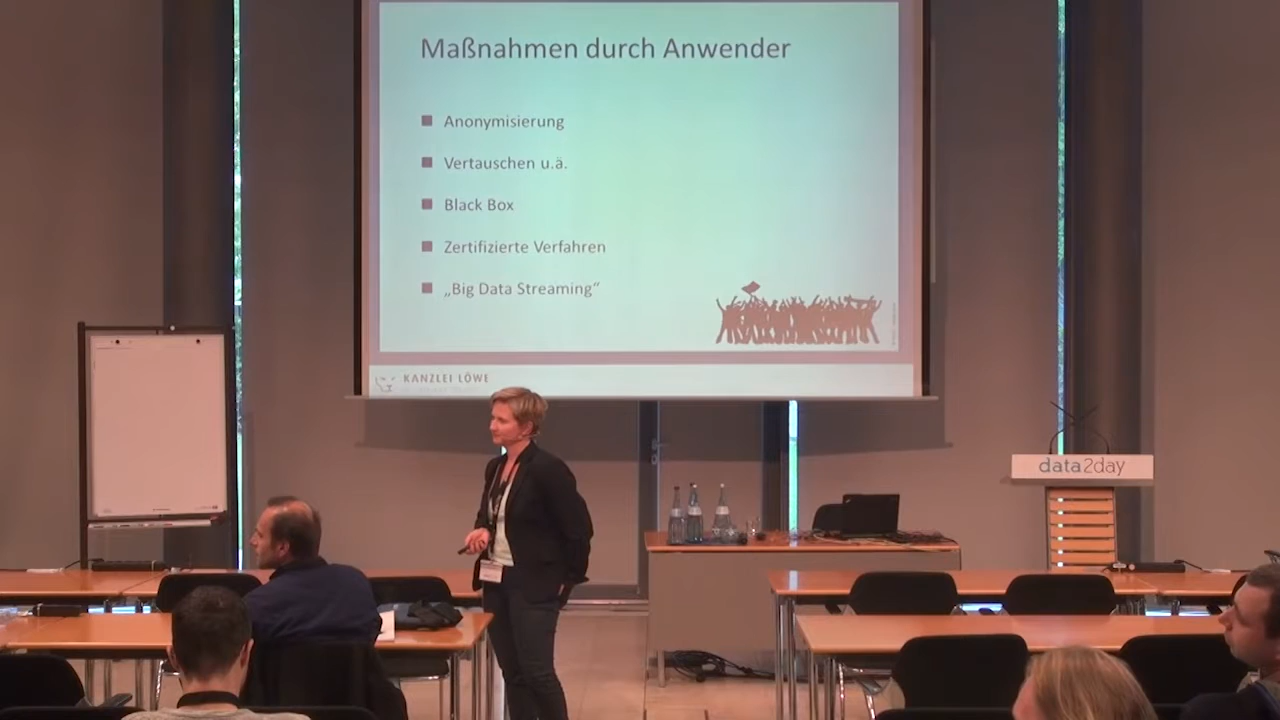 Maßnahmen durch Anwender
Anonymisierung
Vertauschen u.ä.
Black Box
Zertifizierte Verfahren
„Big Data Streaming“
KANZLEI LÖWE
data2day